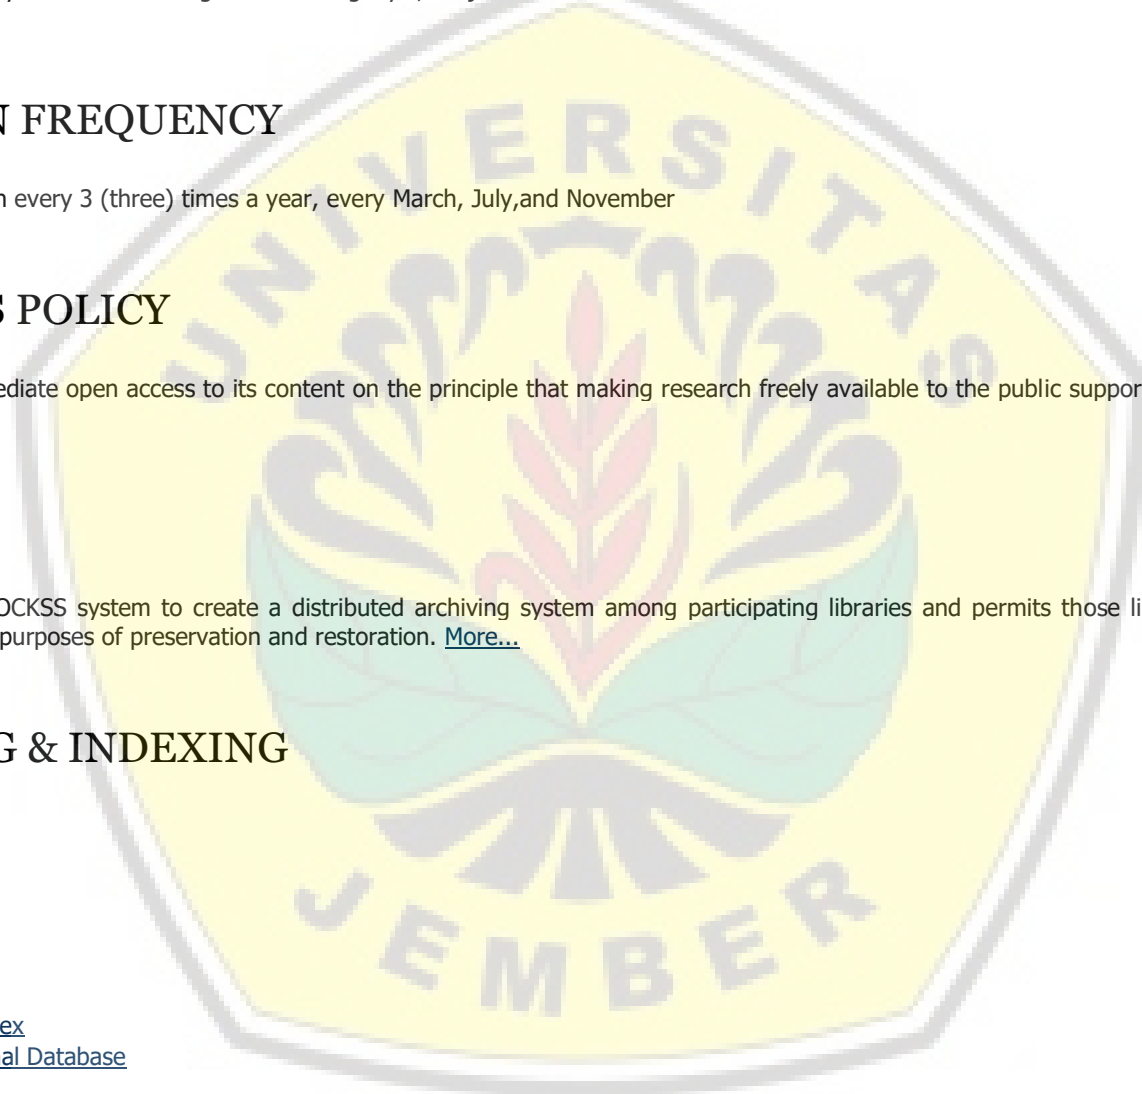 N FREQUENCY
n every 3 (three) times a year, every March, July,and November
S POLICY
ediate open access to its content on the principle that making research freely available to the public suppor
OCKSS system to create a distributed archiving system among participating libraries and permits those li
purposes of preservation and restoration. More...
G & INDEXING
ex
al Database
UNIVERSITAS
JEMBER